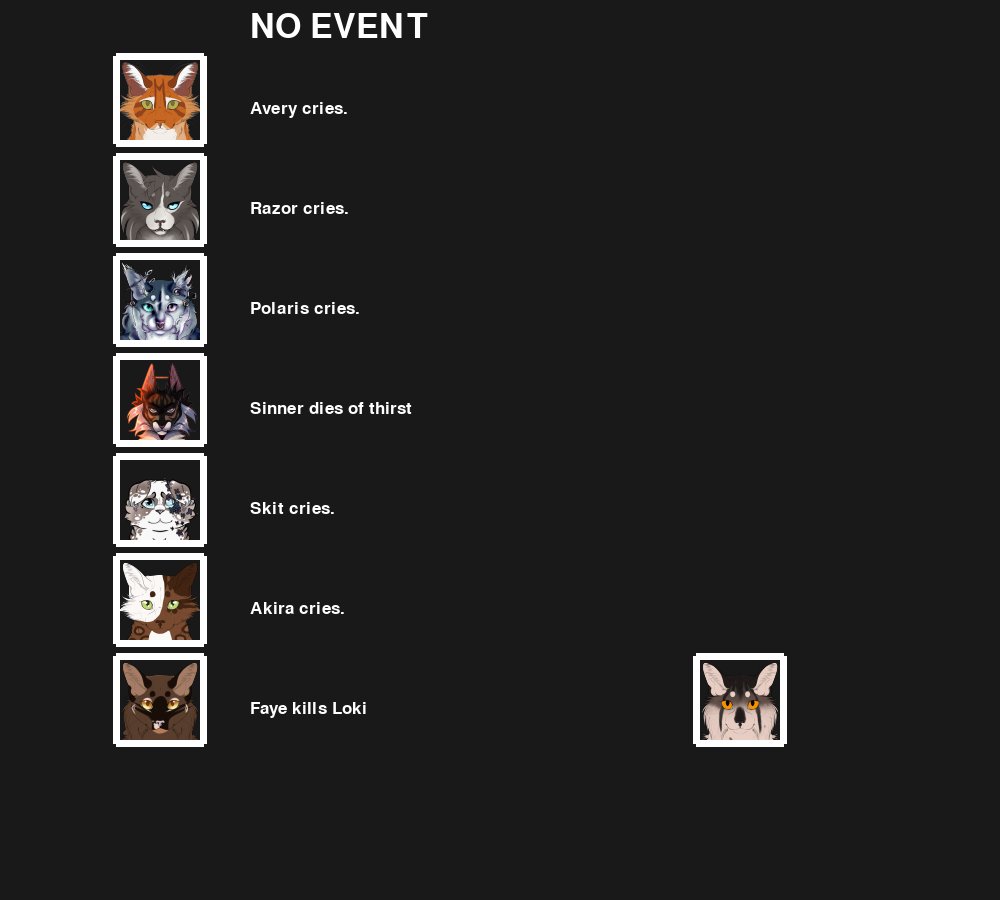 NO EVENT
Avery cries.
Razor cries.
Polaris cries.
Sinner dies of thirst
Skit cries.
Akira cries.
Faye kills Loki